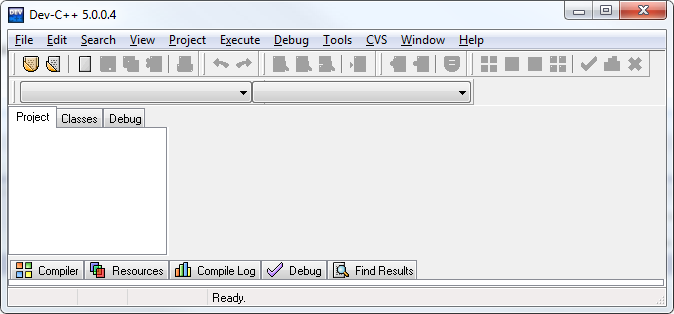 Dev-C++ 5.0.0.4
File Edit Search View Project Execute Debug Tools CVS Window Help
Project Classes Debug
Compiler Resources Compile Log Debug Find Results
Ready.